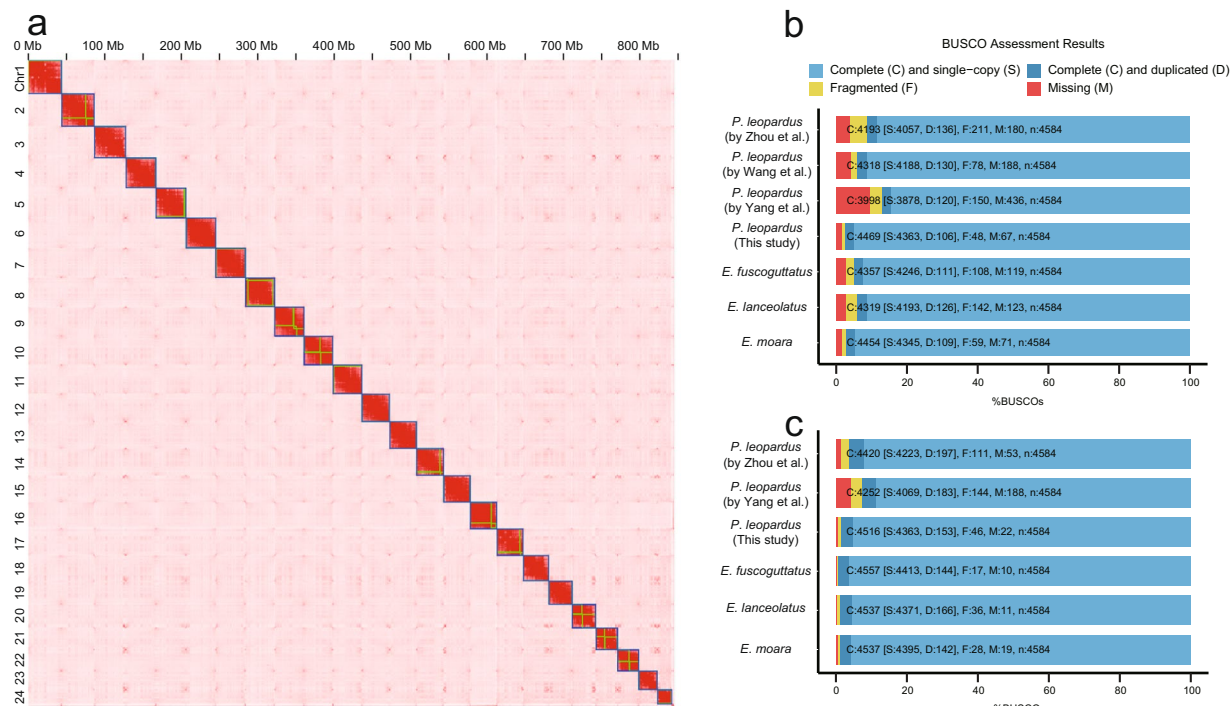 a
0 Mb 100 Mb 200 Mb 300 Mb 400 Mb 500 Mb 600 Mb 700 Mb 800 Mb
Chr1
2
3
4
5
6
7
8
9
10
11
12
13
14
15
16
17
18
19
20
21
22
23
24
b
BUSCO Assessment Results
Complete (C) and single−copy (S) Complete (C) and duplicated (D)
Fragmented (F) Missing (M)
P. leopardus
(by Zhou et al.)
C:4193 [S:4057, D:136], F:211, M:180, n:4584
P. leopardus
(by Wang et al.)
C:4318 [S:4188, D:130], F:78, M:188, n:4584
P. leopardus
(by Yang et al.)
C:3998 [S:3878, D:120], F:150, M:436, n:4584
P. leopardus
(This study)
C:4469 [S:4363, D:106], F:48, M:67, n:4584
E. fuscoguttatus C:4357 [S:4246, D:111], F:108, M:119, n:4584
E. lanceolatus C:4319 [S:4193, D:126], F:142, M:123, n:4584
E. moara C:4454 [S:4345, D:109], F:59, M:71, n:4584
0 20 40 60 80 100
%BUSCOs
c
P. leopardus
(by Zhou et al.)
C:4420 [S:4223, D:197], F:111, M:53, n:4584
P. leopardus
(by Yang et al.)
C:4252 [S:4069, D:183], F:144, M:188, n:4584
P. leopardus
(This study)
C:4516 [S:4363, D:153], F:46, M:22, n:4584
E. fuscoguttatus C:4557 [S:4413, D:144], F:17, M:10, n:4584
E. lanceolatus C:4537 [S:4371, D:166], F:36, M:11, n:4584
E. moara C:4537 [S:4395, D:142], F:28, M:19, n:4584
0 20 40 60 80 100
%BUSCOs